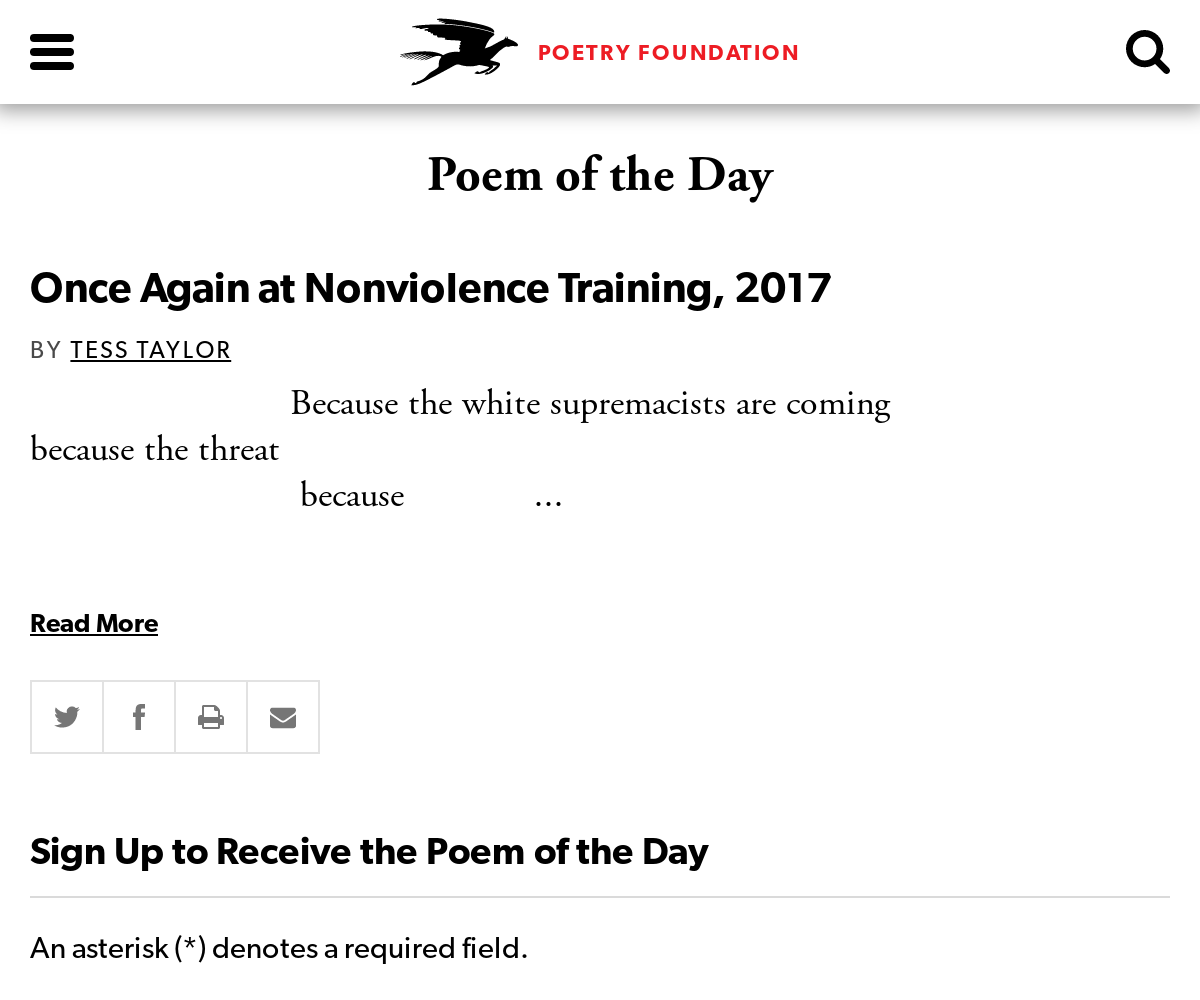 POETRY FOUNDATION
Poem of the Day
Once Again at Nonviolence Training, 2017
BY TESS TAYLOR
Because the white supremacists are coming
because the threat
because ...
Read More
Sign Up to Receive the Poem of the Day
An asterisk (*) denotes a required field.